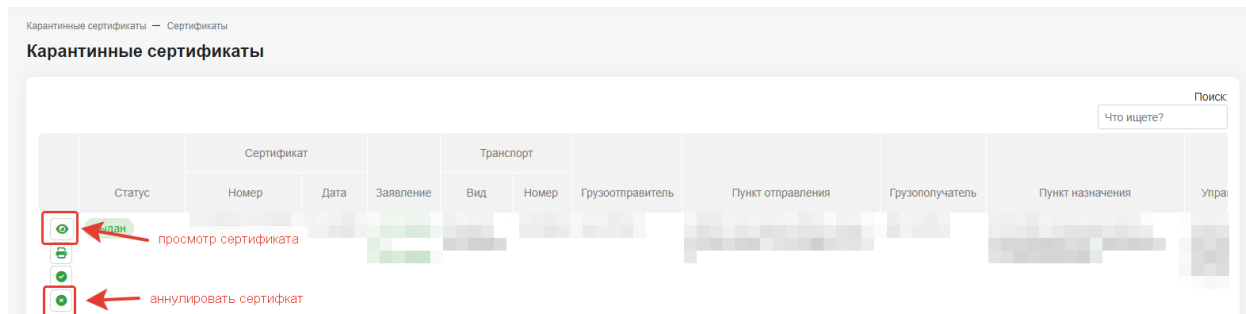 Карантинные сертификаты — Сертификаты
Карантинные сертификаты
Поиск:
Что ищете?
Сертификат Транспорт
Статус Номер Дата Заявление Вид Номер Грузоотправитель Пункт отправления Грузополучатель Пункт назначения
просмотр сертификата
аннулировать сертифкат